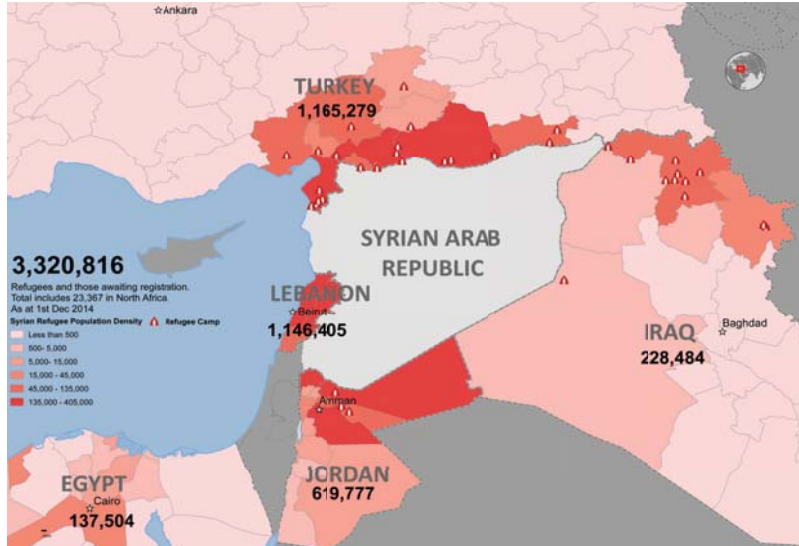 Ankara
TURKEY
1,165,279
SYRIAN ARAB
REPUBLIC
3,320,816
Refugees and those awaiting registration.
Total includes 23,367 in North Africa.
As at 1st Dec 2014
Syrian Refugee Population Density Refugee Camp
Less than 500
500- 5,000
5,000- 15,000
15,000 - 45,000
45,000 - 135,000
135,000 - 405,000
LEBANON
Beirut
1,146,405
IRAQ
Baghdad
228,484
Amman
JORDAN
619,777
EGYPT
Cairo
137,504